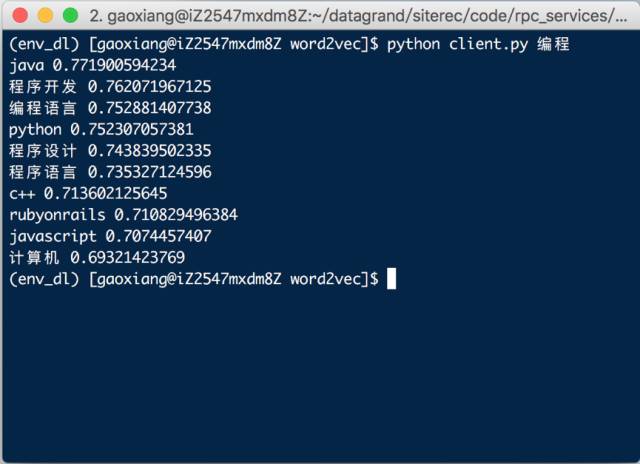 2. gaoxiang@iZ2547mxdm8Z:~/datagrand/siterec/code/rpc_services/...
(env_dl) [gaoxiang@iZ2547mxdm8Z word2vec]$ python client.py 编程
java 0.771900594234
程序开发 0.762071967125
编程语言 0.752881407738
python 0.752307057381
程序设计 0.743839502335
程序语言 0.735327124596
c++ 0.713602125645
rubyonrails 0.710829496384
javascript 0.7074457407
计算机 0.69321423769
(env_dl) [gaoxiang@iZ2547mxdm8Z word2vec]$